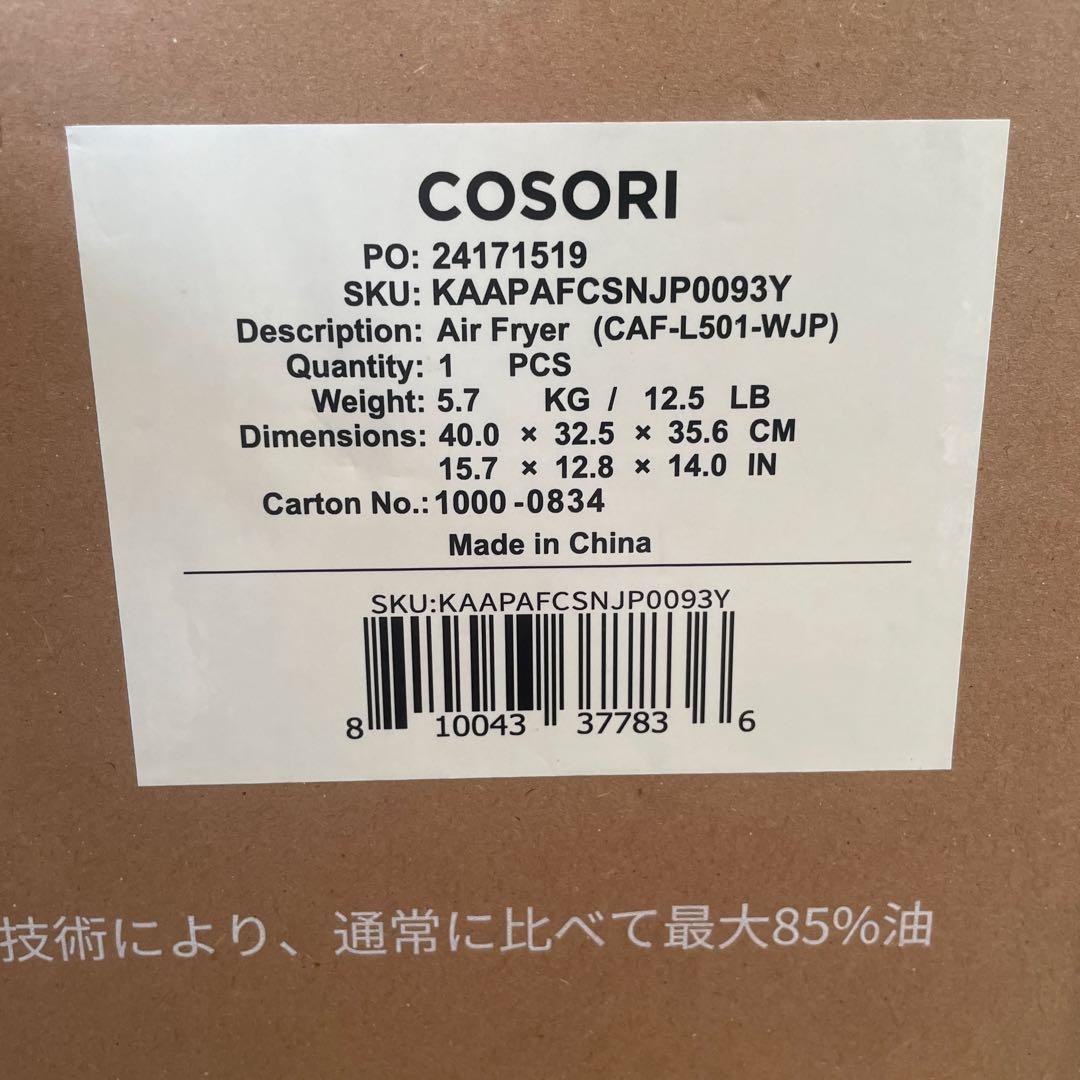 COSORI
PO: 24171519
SKU: KAAPAFCSNJP0093Y
Description: Air Fryer (CAF-L501-WJP)
Quantity: 1 PCS
Weight: 5.7 KG / 12.5 LB
Dimensions: 40.0 × 32.5 × 35.6 CM
15.7 × 12.8 × 14.0 IN
Carton No.: 1000-0834
Made in China
SKU:KAAPAFCSNJP0093Y
8 10043 37783 6
技術により、通常に比べて最大85%油